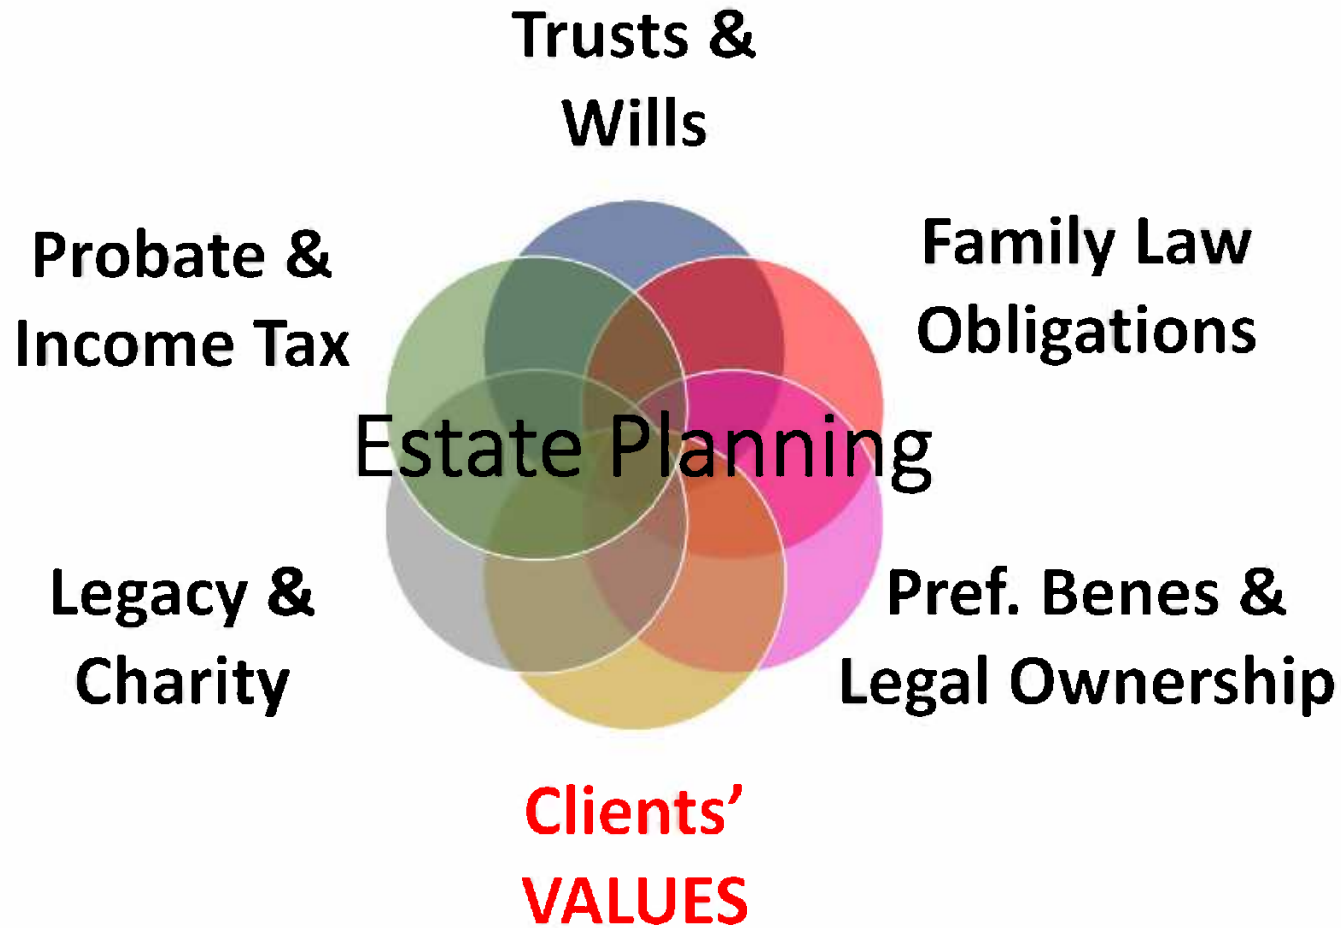 Trusts &
Wills
Probate &
Income Tax
Family Law
Obligations
Estate Planning
Legacy &
Charity
Pref. Benes &
Legal Ownership
Clients’
VALUES